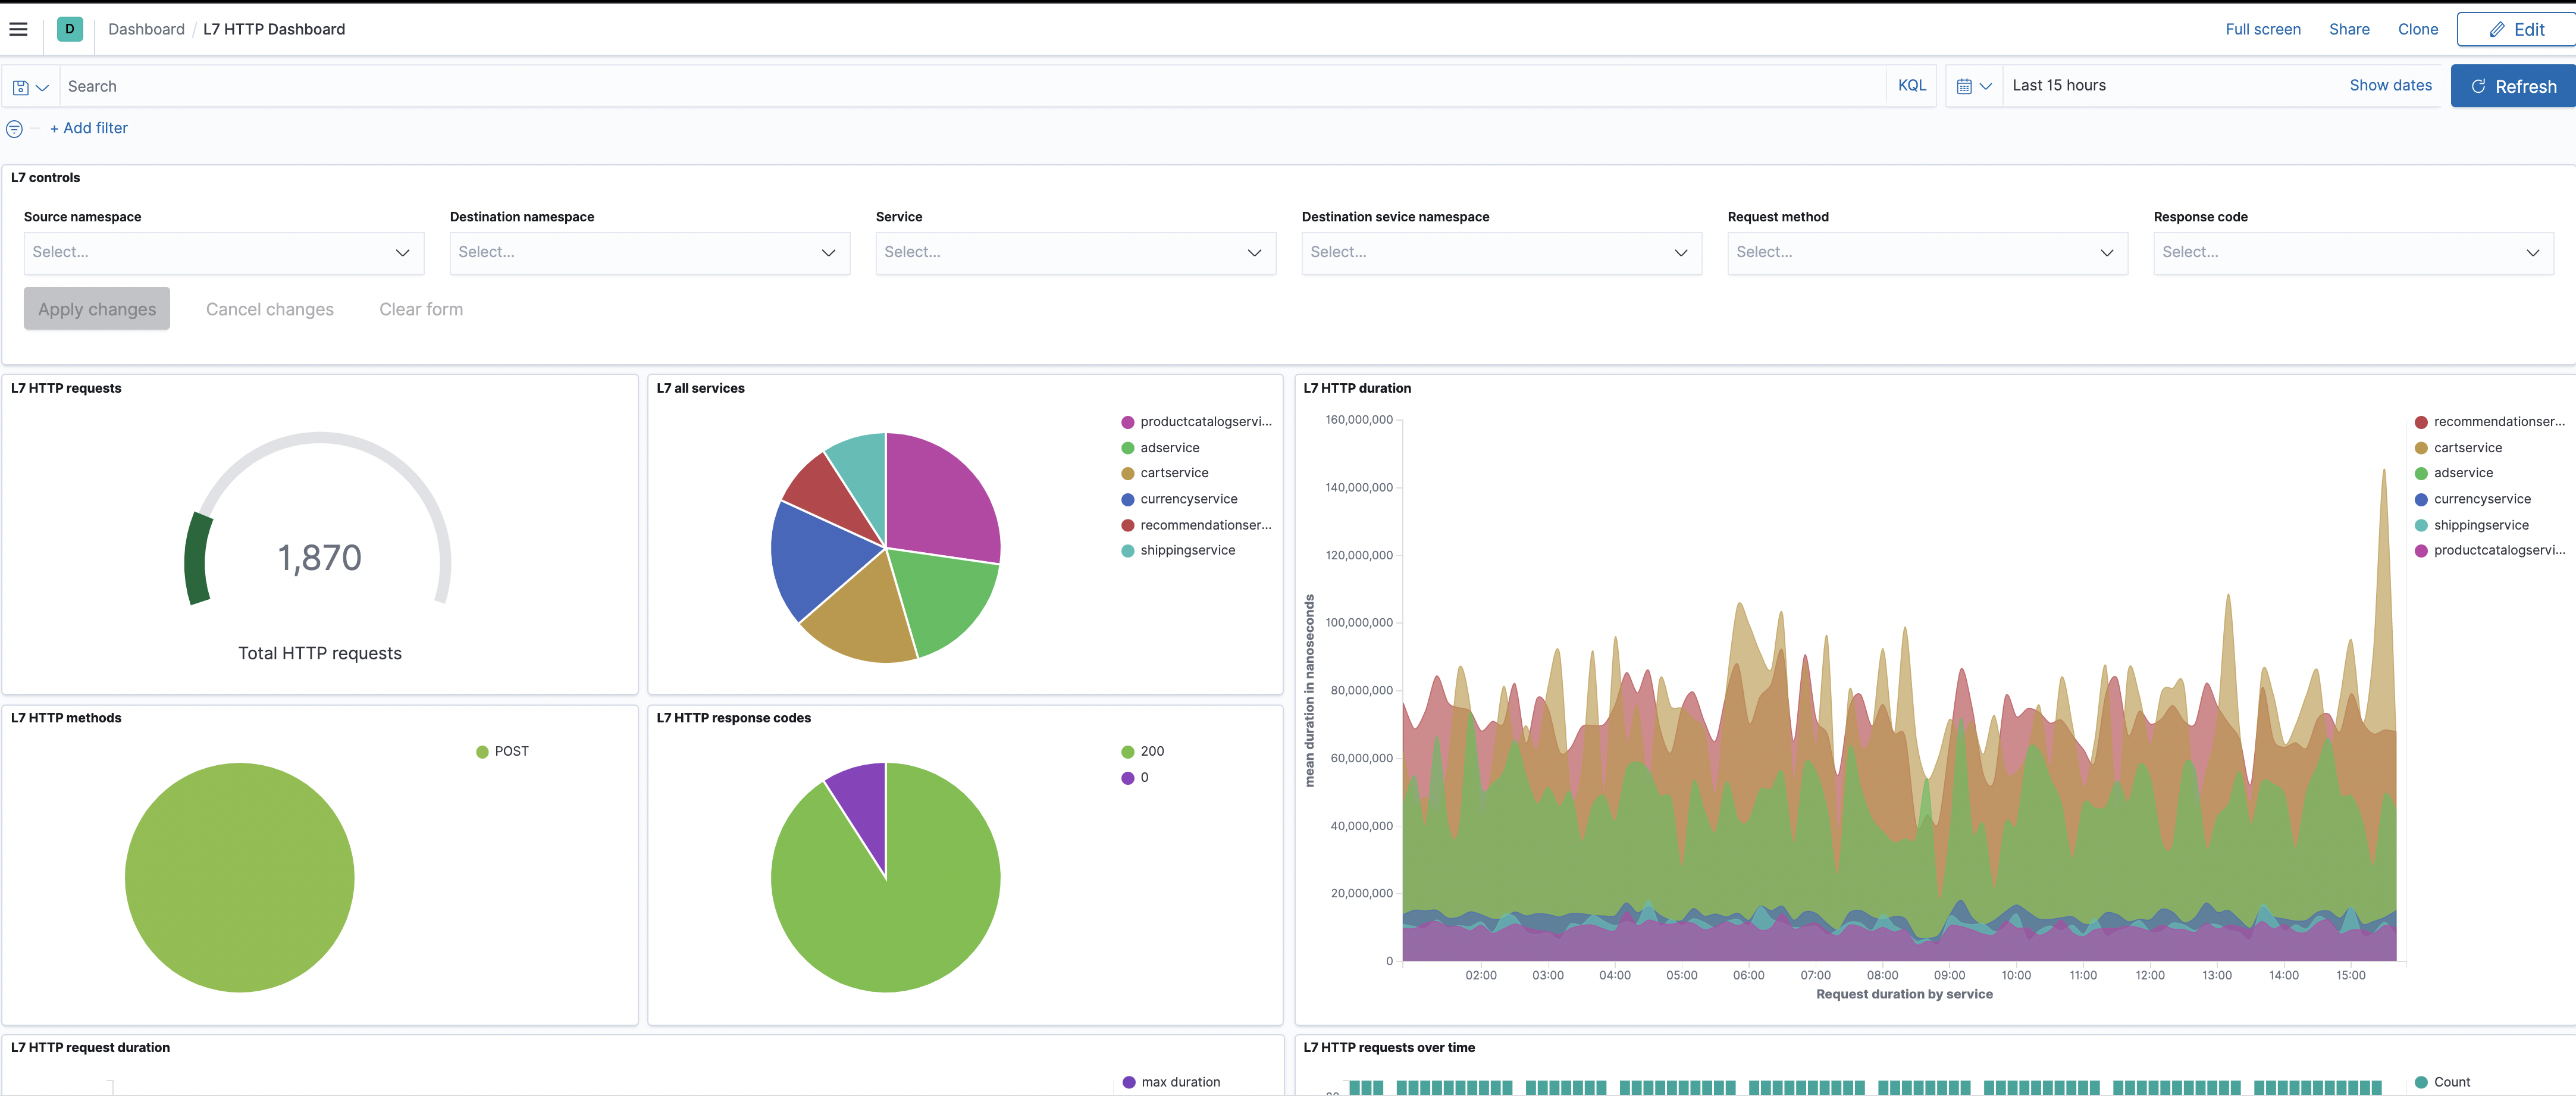 D
Dashboard / L7 HTTP Dashboard
Full screen
Share
Clone
Edit
Search
KQL
Last 15 hours
Show dates
Refresh
+ Add filter
L7 controls
Source namespace
Destination namespace
Service
Destination sevice namespace
Request method
Response code
Select...
Select...
Select...
Select...
Select...
Select...
Apply changes
Cancel changes
Clear form
L7 HTTP requests
1,870
Total HTTP requests
L7 all services
productcatalogservi...
adservice
cartservice
currencyservice
recommendationser...
shippingservice
L7 HTTP duration
160,000,000
140,000,000
120,000,000
100,000,000
80,000,000
60,000,000
40,000,000
20,000,000
0
mean duration in nanoseconds
02:00
03:00
04:00
05:00
06:00
07:00
08:00
09:00
10:00
11:00
12:00
13:00
14:00
15:00
Request duration by service
recommendationser...
cartservice
adservice
currencyservice
shippingservice
productcatalogservi...
L7 HTTP methods
POST
L7 HTTP response codes
200
0
L7 HTTP request duration
max duration
L7 HTTP requests over time
Count